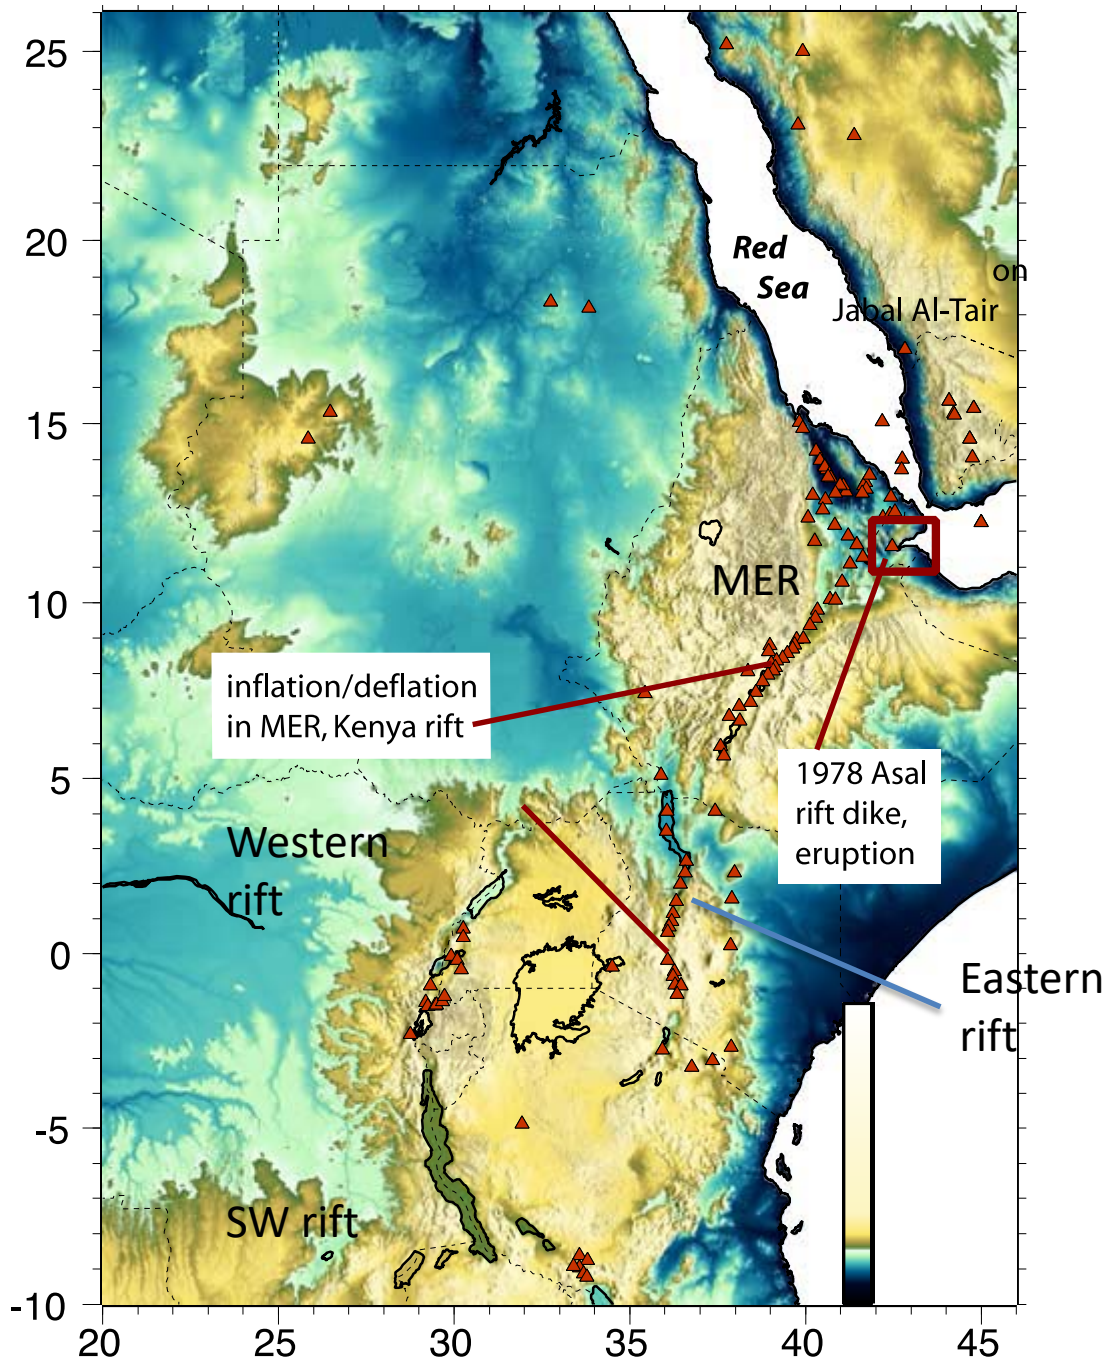 25
20
15
10
5
0
-5
-10
20
25
30
35
40
45
Red
Sea
on
Jabal Al-Tair
MER
inflation/deflation
in MER, Kenya rift
1978 Asal
rift dike,
eruption
Western
rift
Eastern
rift
SW rift